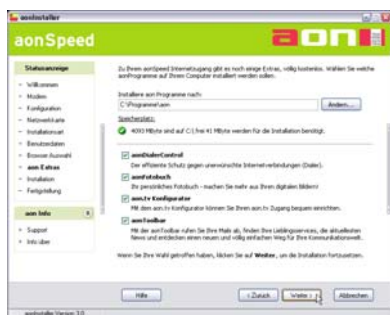 aonInstaller
aonSpeed
aon
Statusanzeige
- Willkommen
- Modem
- Konfiguration
- Netzwerkkarte
- Installationsart
- Benutzerdaten
- Browser Auswahl
- aon Extras
- Installation
- Fertigstellung
aon Info
- Support
- Info über
Zu Ihrem aonSpeed Internetzugang gibt es noch einige Extras, völlig kostenlos. Wählen Sie welche
aonProgramme auf Ihrem Computer installiert werden sollen.
Installiere aon Programme nach:
C:\Programme\aon
Ändern...
Speicherplatz:
4093 MByte sind auf C:\ frei 41 MByte werden für die Installation benötigt.
aonDialerControl
Der effiziente Schutz gegen unerwünschte Internetverbindungen (Dialer).
aonFotobuch
Ihr persönliches Fotobuch - machen Sie mehr aus Ihren digitalen Bildern!
aon.tv Konfigurator
Mit dem aon.tv Konfigurator können Sie Ihren aon.tv Zugang bequem einrichten.
aonToolbar
Mit der aonToolbar rufen Sie Ihre Mails ab, finden Ihre Lieblingsservices, die aktuellsten
News und entdecken einen neuen und völlig einfachen Weg für Ihre Kommunikationswelt.
Wenn Sie Ihre Wahl getroffen haben, klicken Sie auf Weiter, um die Installation fortzusetzen.
Hilfe
< Zurück
Weiter >
Abbrechen
aonInstaller Version 3.0